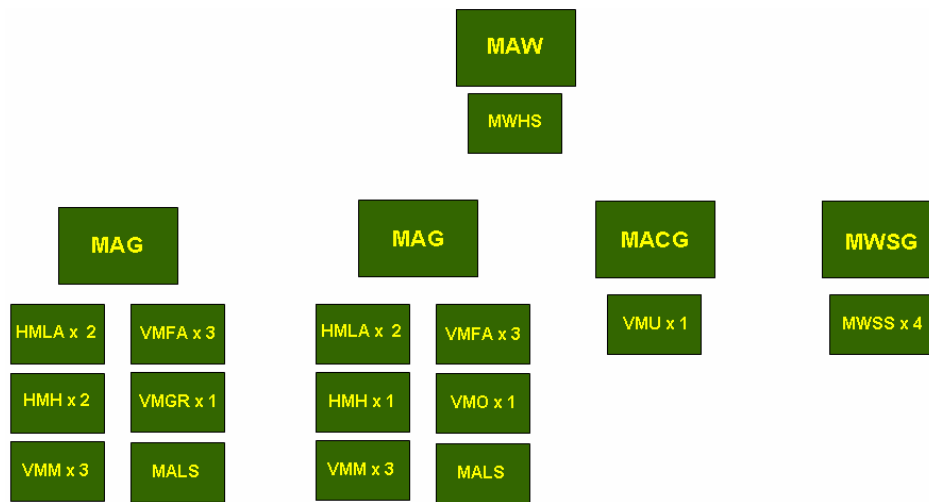 MAW
MWHS
MAG
MAG
MACG
MWSG
HMLA x 2
VMFA x 3
HMLA x 2
VMFA x 3
VMU x 1
MWSS x 4
HMH x 2
VMGR x 1
HMH x 1
VMO x 1
VMM x 3
MALS
VMM x 3
MALS